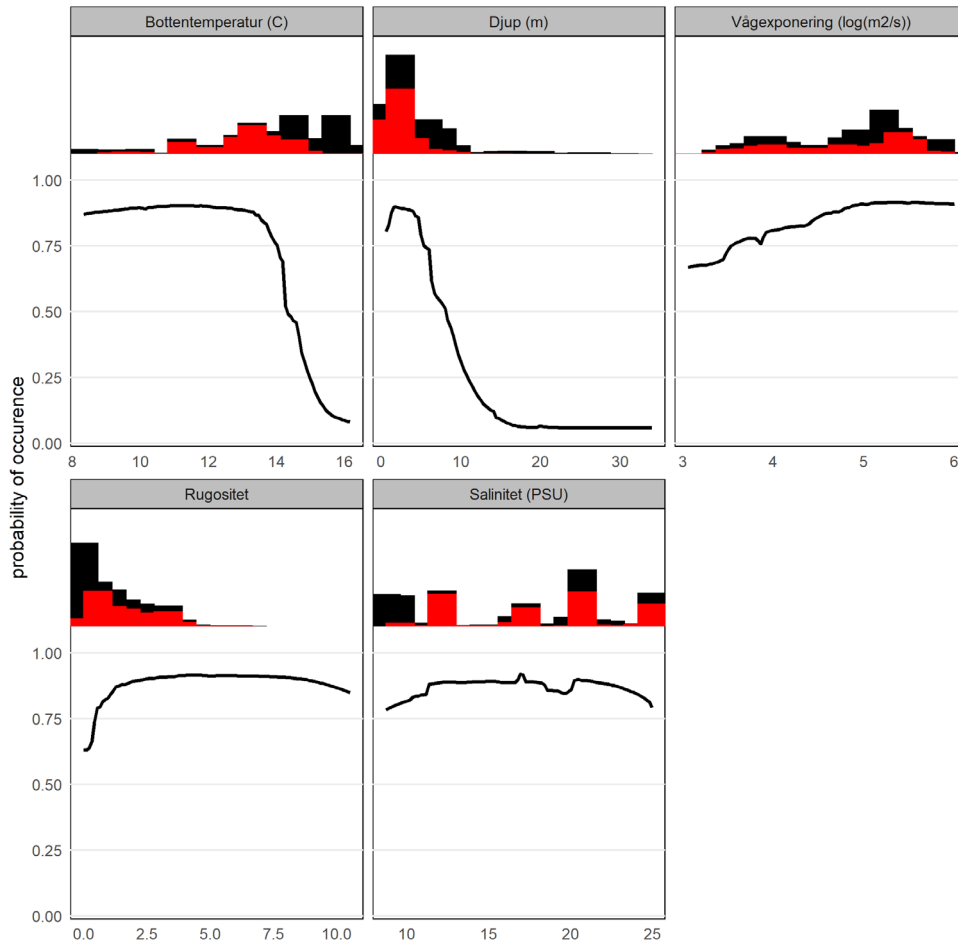 Bottentemperatur (C)
Djup (m)
Vågexponering (log(m2/s))
1.00
0.75
0.50
0.25
0.00
8 10 12 14 16
0 10 20 30
3 4 5 6
probability of occurence
Rugositet
Salinitet (PSU)
1.00
0.75
0.50
0.25
0.00
0.0 2.5 5.0 7.5 10.0
10 15 20 25